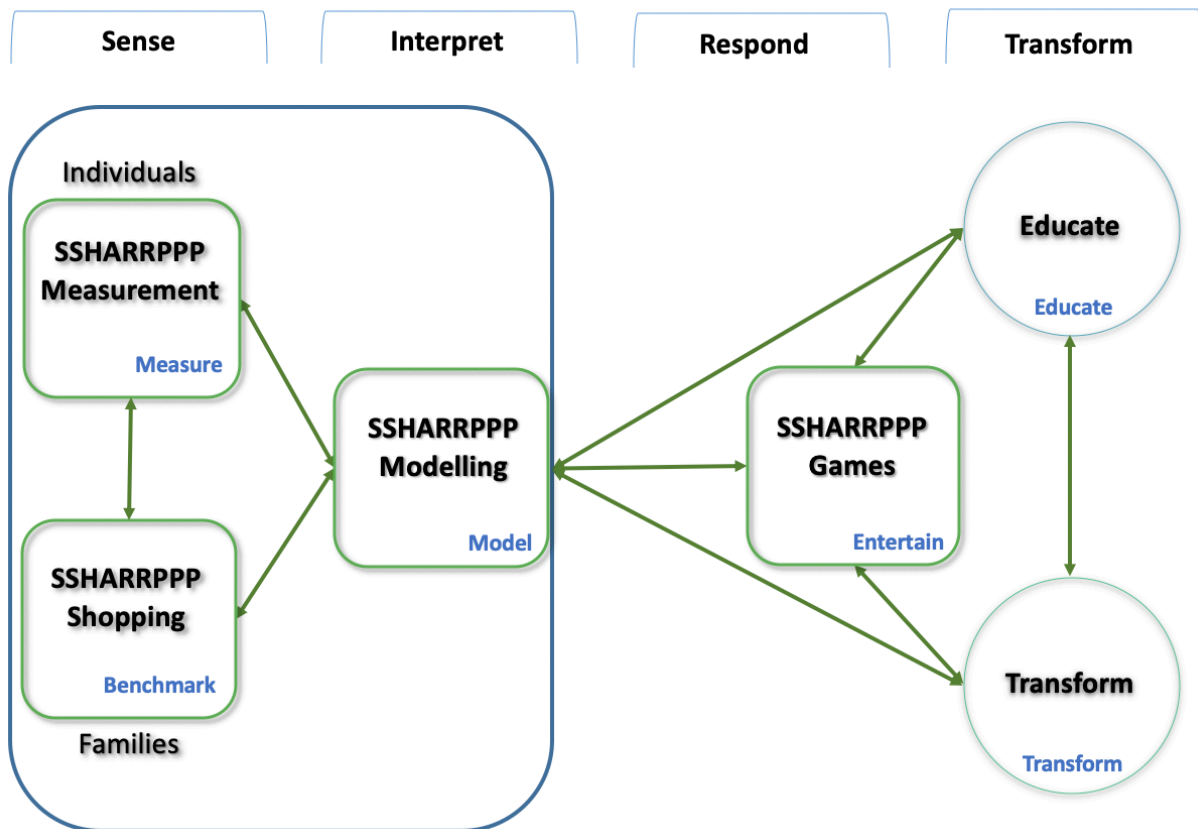 Sense
Interpret
Respond
Transform
Individuals
SSHARRPPP
Measurement
Measure
SSHARRPPP
Shopping
Benchmark
Families
SSHARRPPP
Modelling
Model
SSHARRPPP
Games
Entertain
Educate
Educate
Transform
Transform